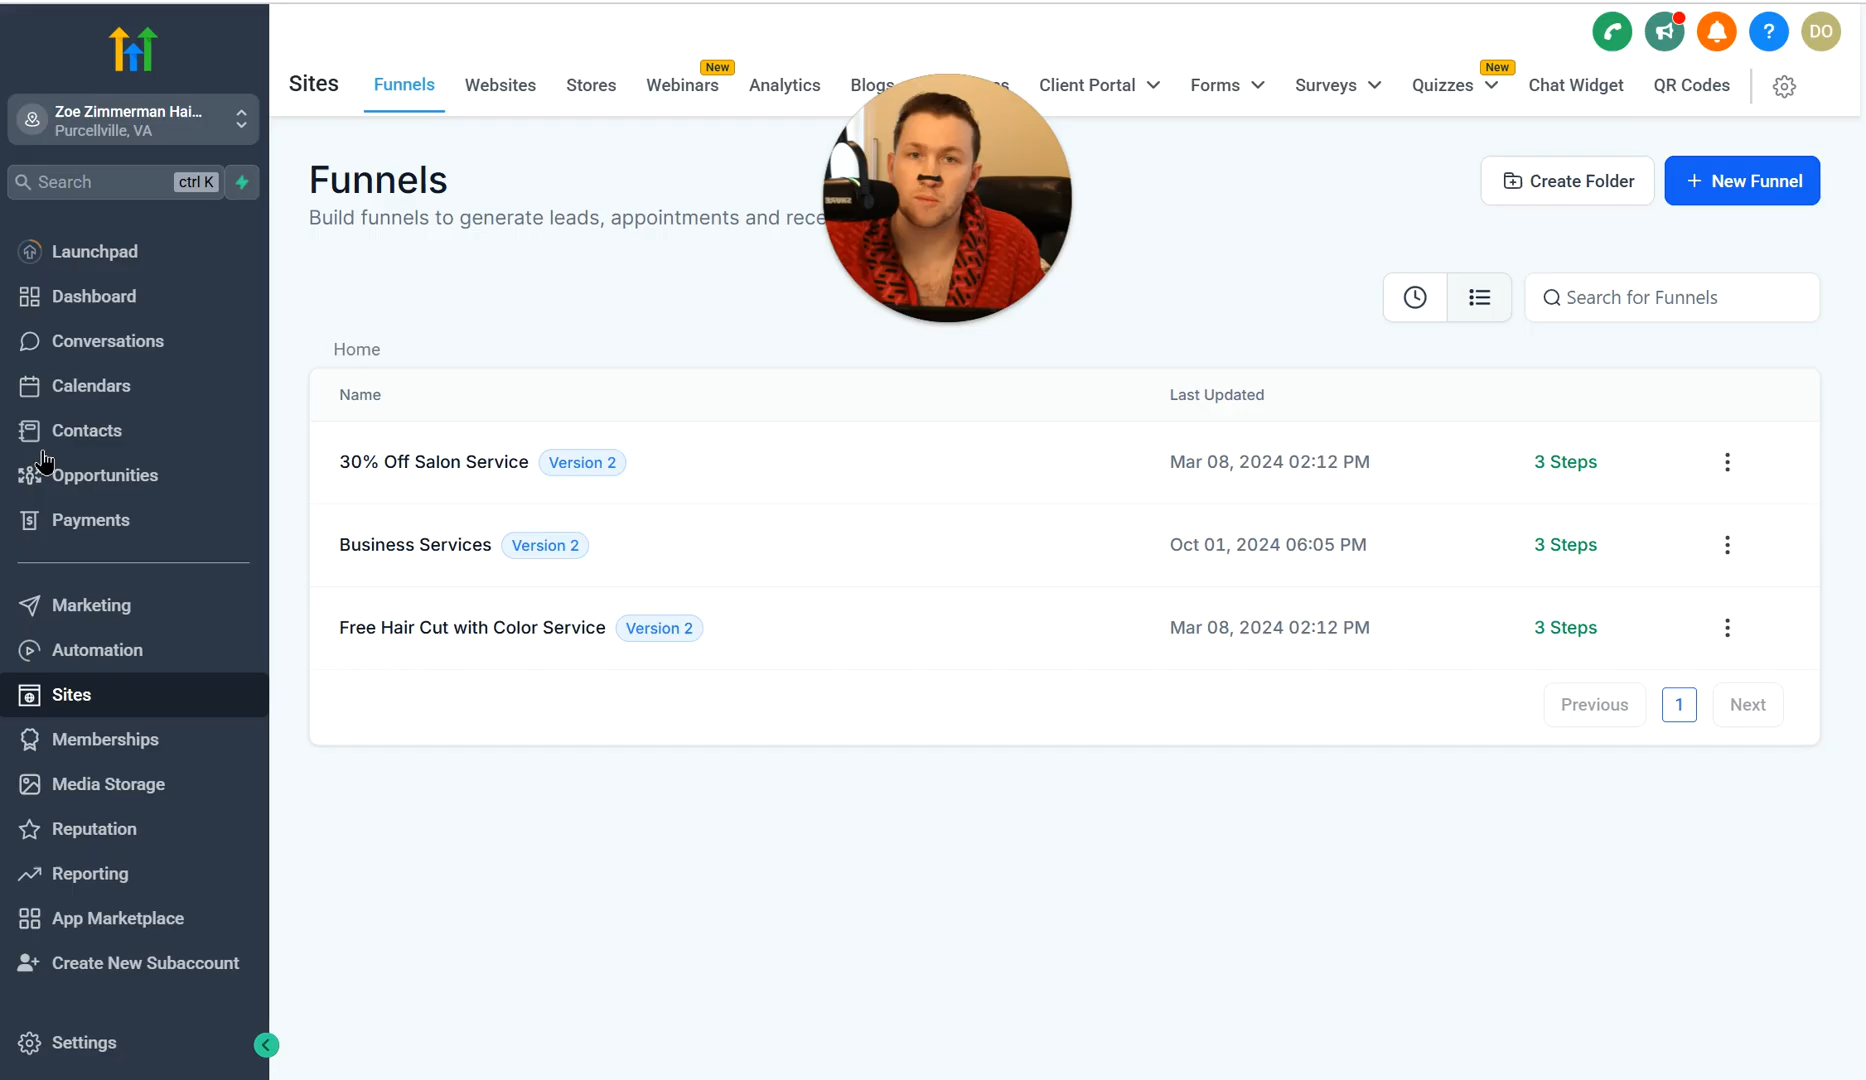 Zoe Zimmerman Hai...
Purcellville, VA
Search ctrl K
Launchpad
Dashboard
Conversations
Calendars
Contacts
Opportunities
Payments
Marketing
Automation
Sites
Memberships
Media Storage
Reputation
Reporting
App Marketplace
Create New Subaccount
Settings
DO
Sites Funnels Websites Stores Webinars New Analytics Blogs Client Portal Forms Surveys Quizzes New Chat Widget QR Codes
Funnels
Build funnels to generate leads, appointments and
Create Folder
+ New Funnel
Search for Funnels
Home
Name Last Updated
30% Off Salon Service Version 2 Mar 08, 2024 02:12 PM 3 Steps
Business Services Version 2 Oct 01, 2024 06:05 PM 3 Steps
Free Hair Cut with Color Service Version 2 Mar 08, 2024 02:12 PM 3 Steps
Previous 1 Next